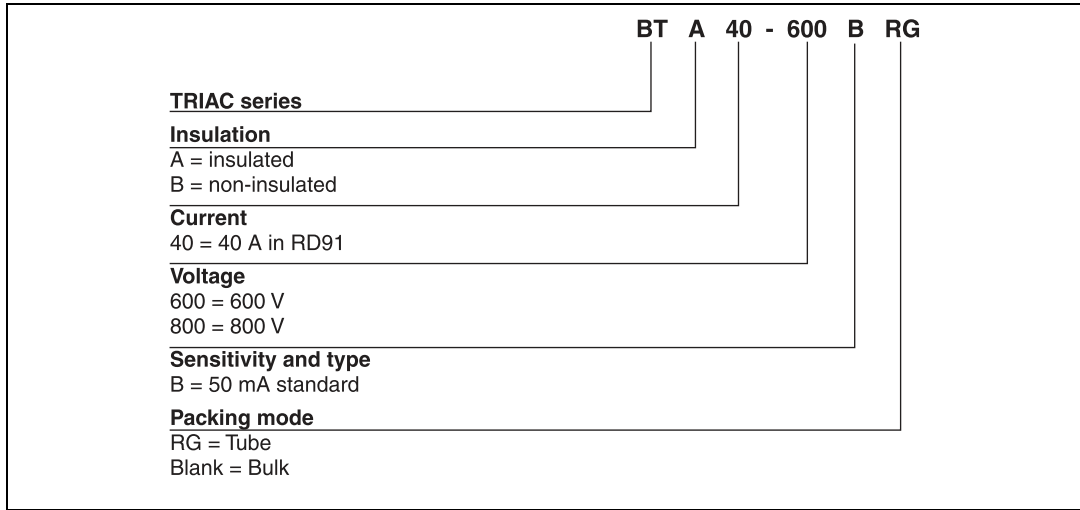 BT A 40 - 600 B RG
TRIAC series
Insulation
A = insulated
B = non-insulated
Current
40 = 40 A in RD91
Voltage
600 = 600 V
800 = 800 V
Sensitivity and type
B = 50 mA standard
Packing mode
RG = Tube
Blank = Bulk